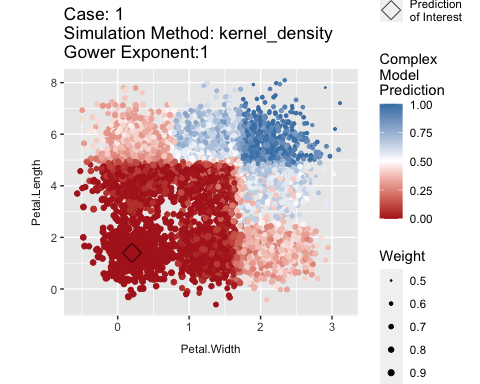 Case: 1
Simulation Method: kernel_density
Gower Exponent:1
Prediction
of Interest
Complex
Model
Prediction
1.00
0.75
0.50
0.25
0.00
Weight
0.5
0.6
0.7
0.8
0.9
Petal.Length
8
6
4
2
0
0
1
2
3
Petal.Width